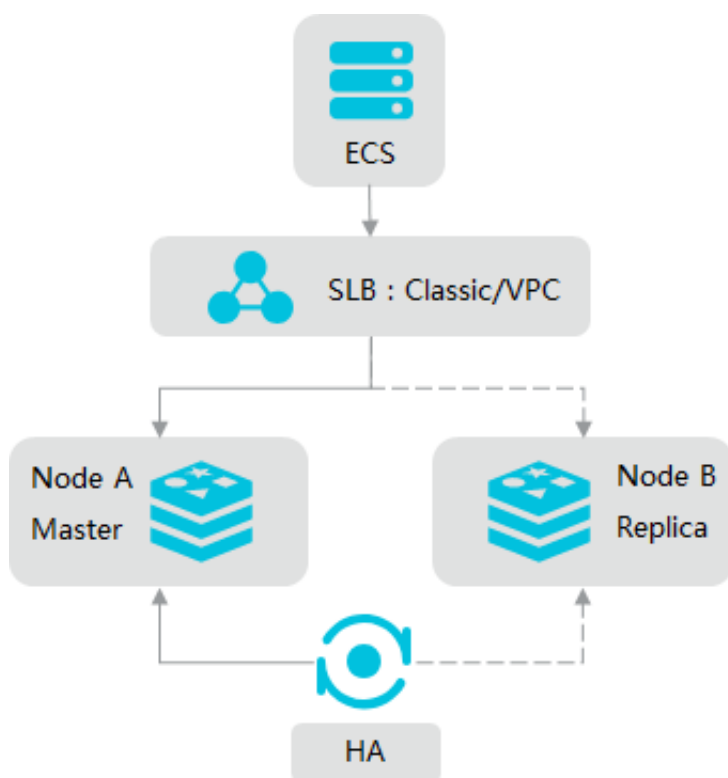 ECS
SLB : Classic/VPC
Node A
Master
Node B
Replica
HA